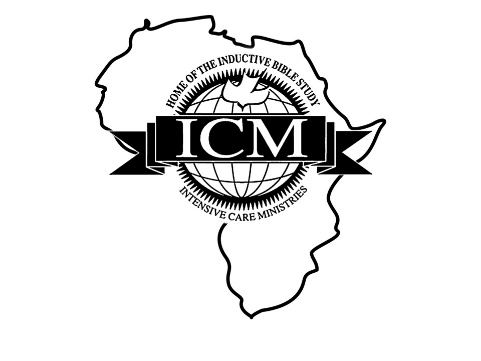 HOME OF THE INDUCTIVE BIBLE STUDY
ICM
INTENSIVE CARE MINISTRIES